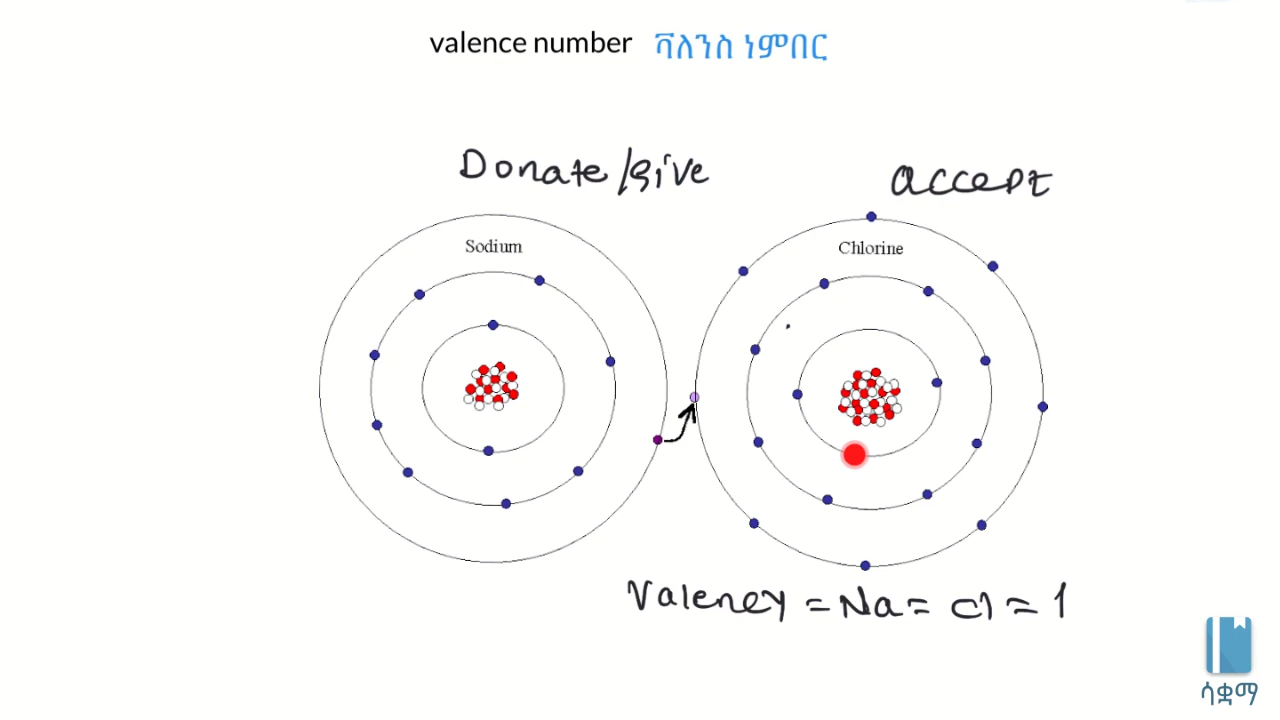 valence number ቫለንስ ነምበር
Donate/Give
accept
Sodium
Chlorine
Valency = Na = Cl = 1
ሳቋማ